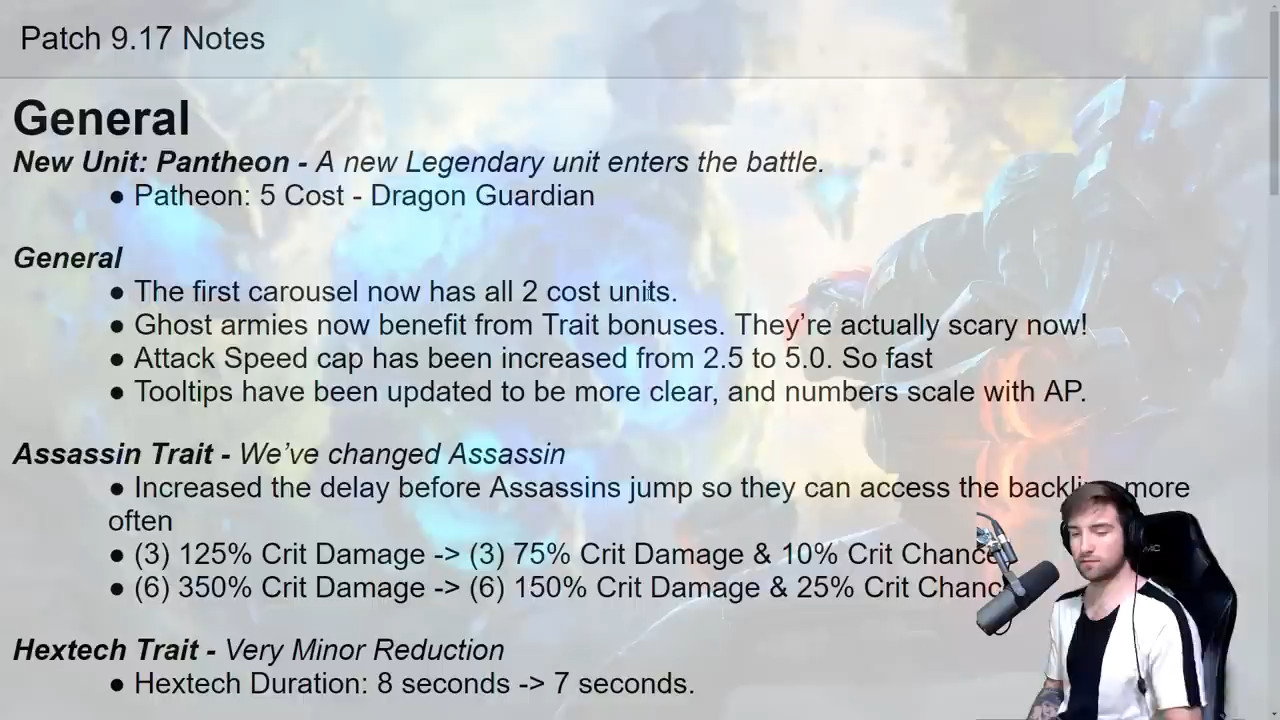 Patch 9.17 Notes
General
New Unit: Pantheon - A new Legendary unit enters the battle.
● Patheon: 5 Cost - Dragon Guardian
General
● The first carousel now has all 2 cost units.
● Ghost armies now benefit from Trait bonuses. They’re actually scary now!
● Attack Speed cap has been increased from 2.5 to 5.0. So fast
● Tooltips have been updated to be more clear, and numbers scale with AP.
Assassin Trait - We’ve changed Assassin
● Increased the delay before Assassins jump so they can access the backline more
often
● (3) 125% Crit Damage -> (3) 75% Crit Damage & 10% Crit Chance
● (6) 350% Crit Damage -> (6) 150% Crit Damage & 25% Crit Chance
Hextech Trait - Very Minor Reduction
● Hextech Duration: 8 seconds -> 7 seconds.